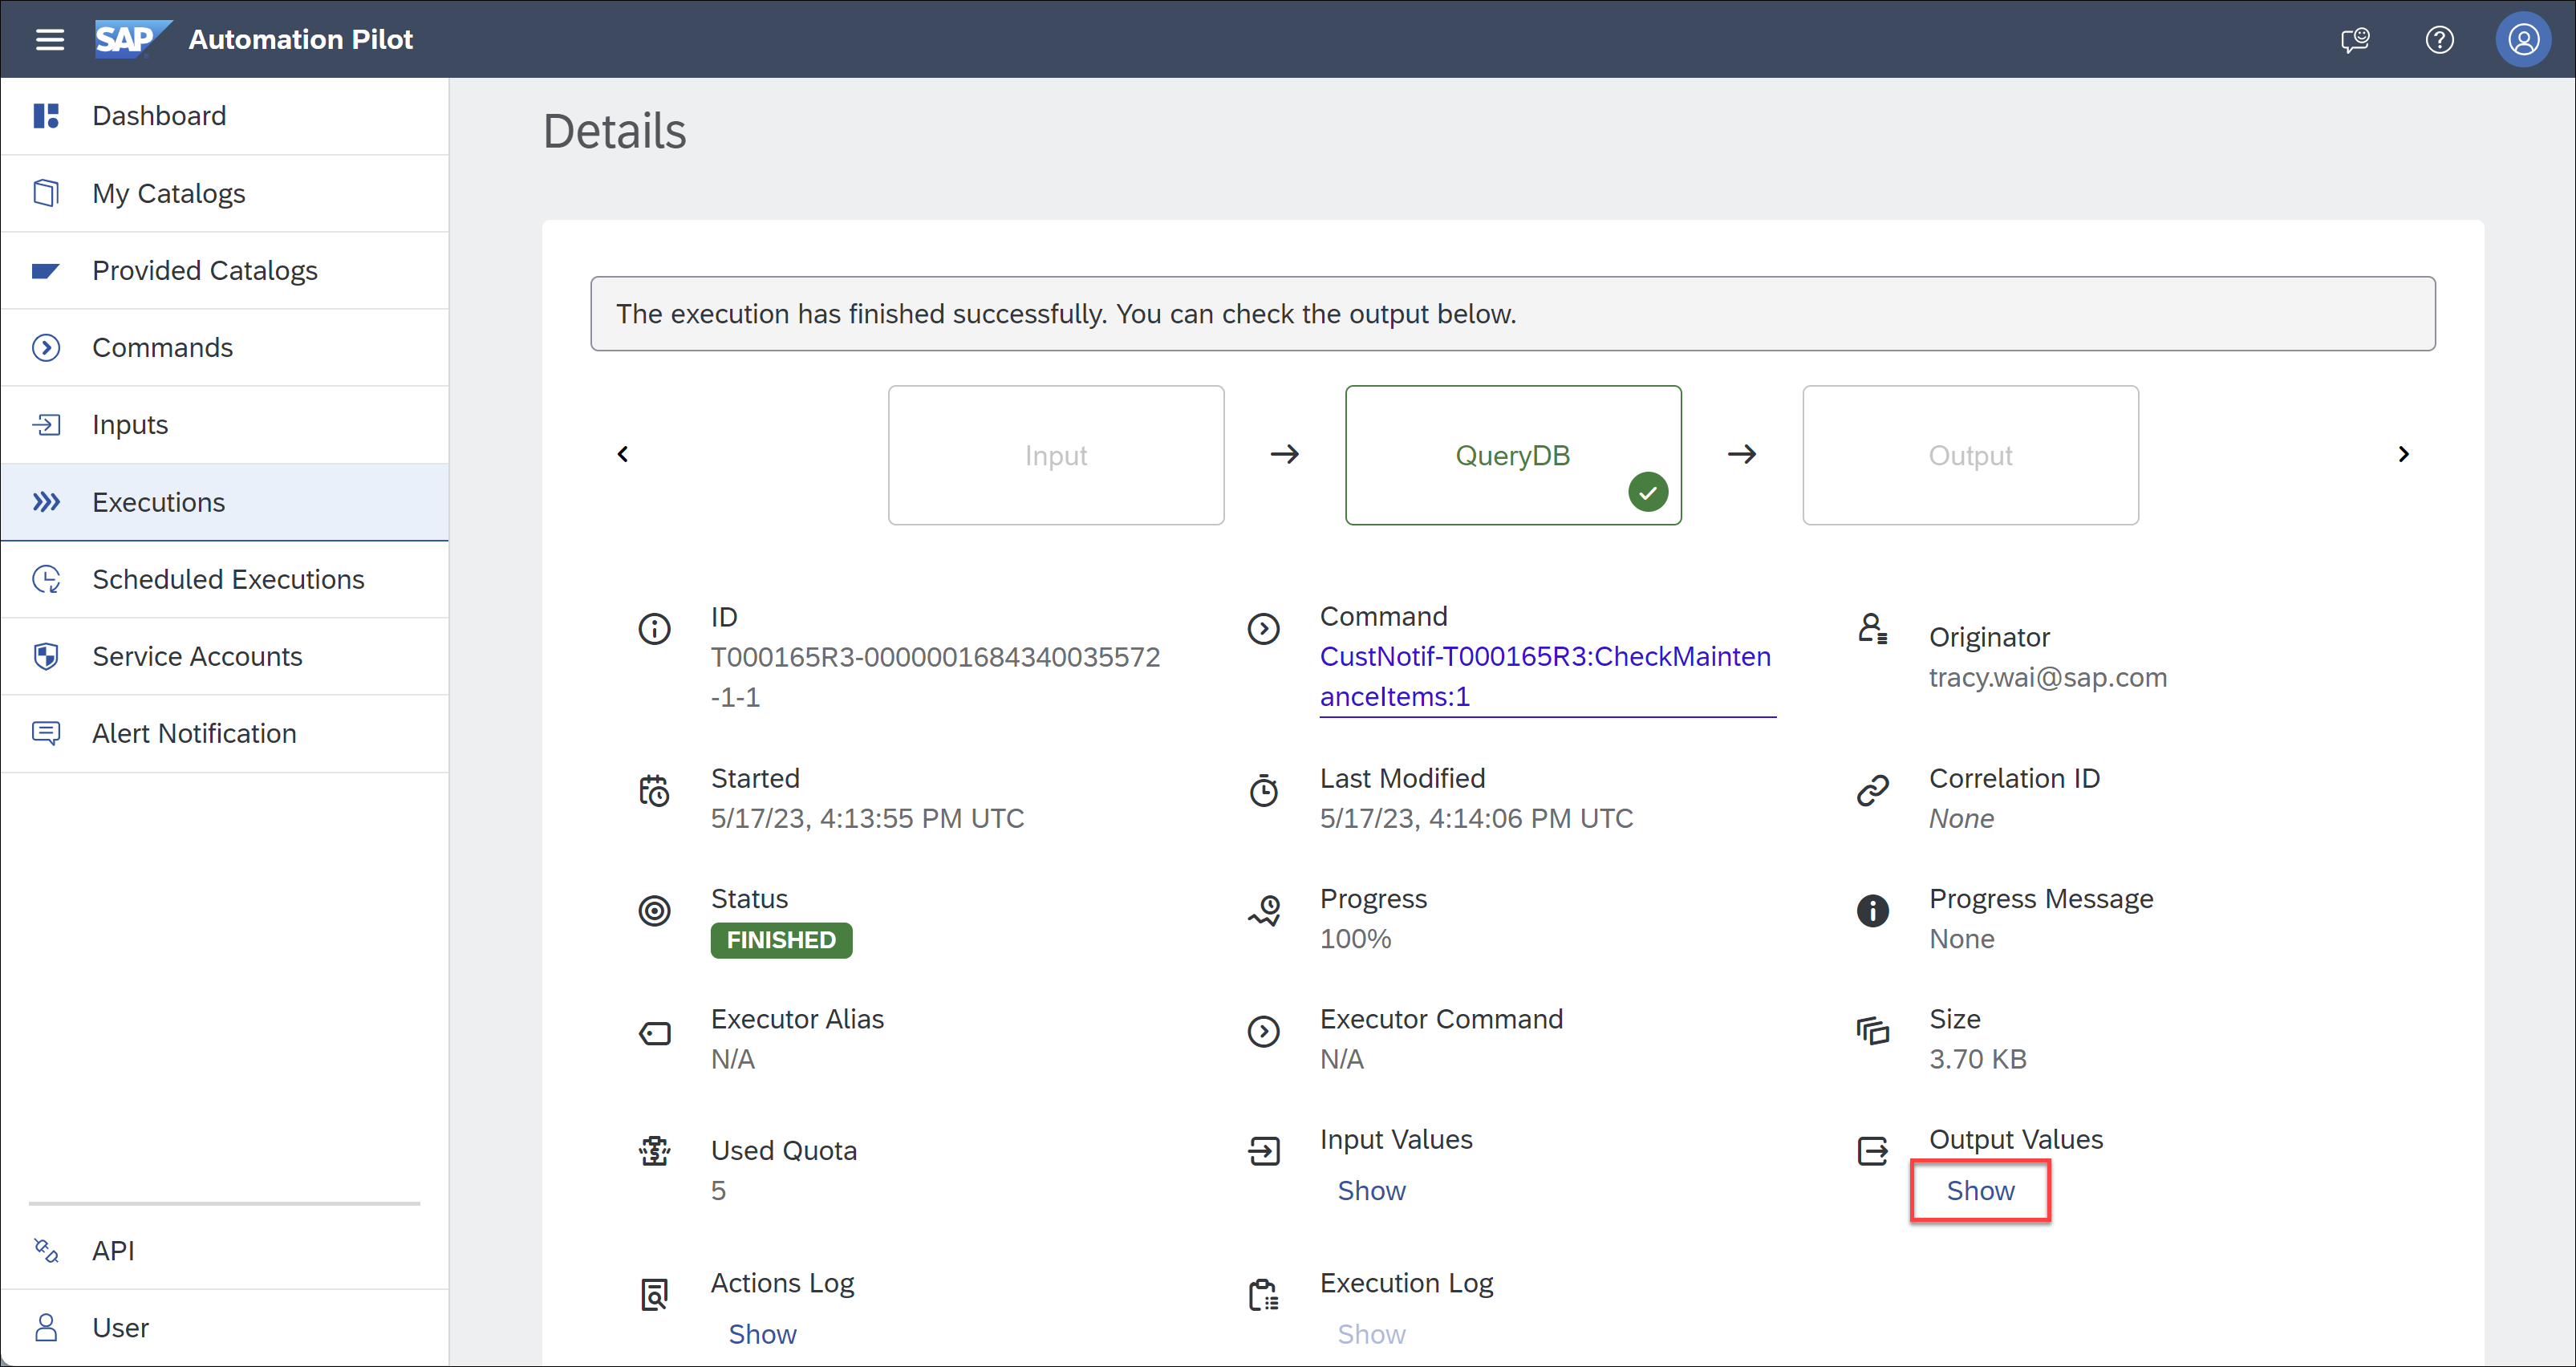 SAP Automation Pilot
Dashboard
My Catalogs
Provided Catalogs
Commands
Inputs
Executions
Scheduled Executions
Service Accounts
Alert Notification
API
User
Details
The execution has finished successfully. You can check the output below.
Input
QueryDB
Output
ID
T000165R3-0000001684340035572
-1-1
Command
CustNotif-T000165R3:CheckMainten
anceItems:1
Originator
tracy.wai@sap.com
Started
5/17/23, 4:13:55 PM UTC
Last Modified
5/17/23, 4:14:06 PM UTC
Correlation ID
None
Status
FINISHED
Progress
100%
Progress Message
None
Executor Alias
N/A
Executor Command
N/A
Size
3.70 KB
Used Quota
5
Input Values
Show
Output Values
Show
Actions Log
Show
Execution Log
Show